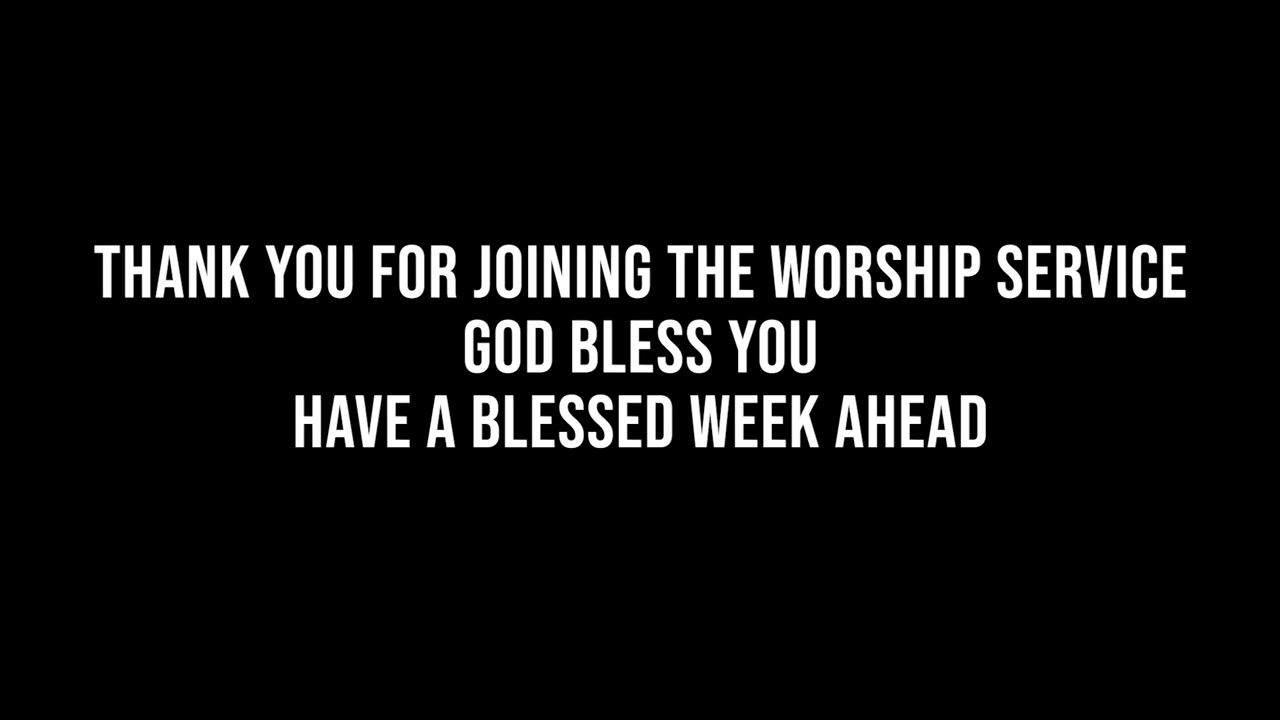 THANK YOU FOR JOINING THE WORSHIP SERVICE
GOD BLESS YOU
HAVE A BLESSED WEEK AHEAD